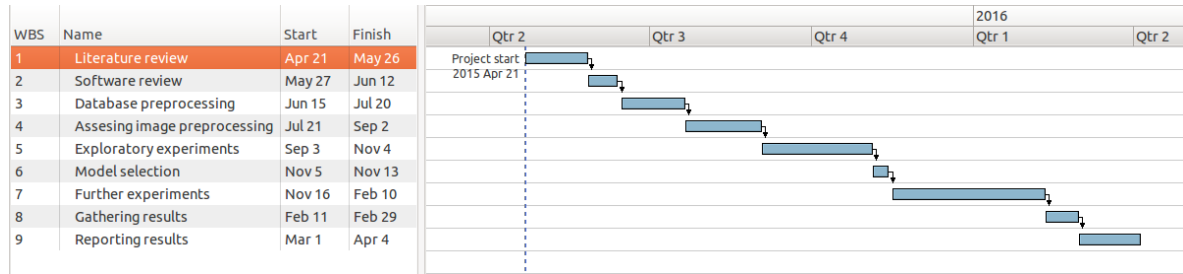 2016
WBS Name Start Finish Qtr 2 Qtr 3 Qtr 4 Qtr 1 Qtr 2
1 Literature review Apr 21 May 26 Project start
2015 Apr 21
2 Software review May 27 Jun 12
3 Database preprocessing Jun 15 Jul 20
4 Assesing image preprocessing Jul 21 Sep 2
5 Exploratory experiments Sep 3 Nov 4
6 Model selection Nov 5 Nov 13
7 Further experiments Nov 16 Feb 10
8 Gathering results Feb 11 Feb 29
9 Reporting results Mar 1 Apr 4